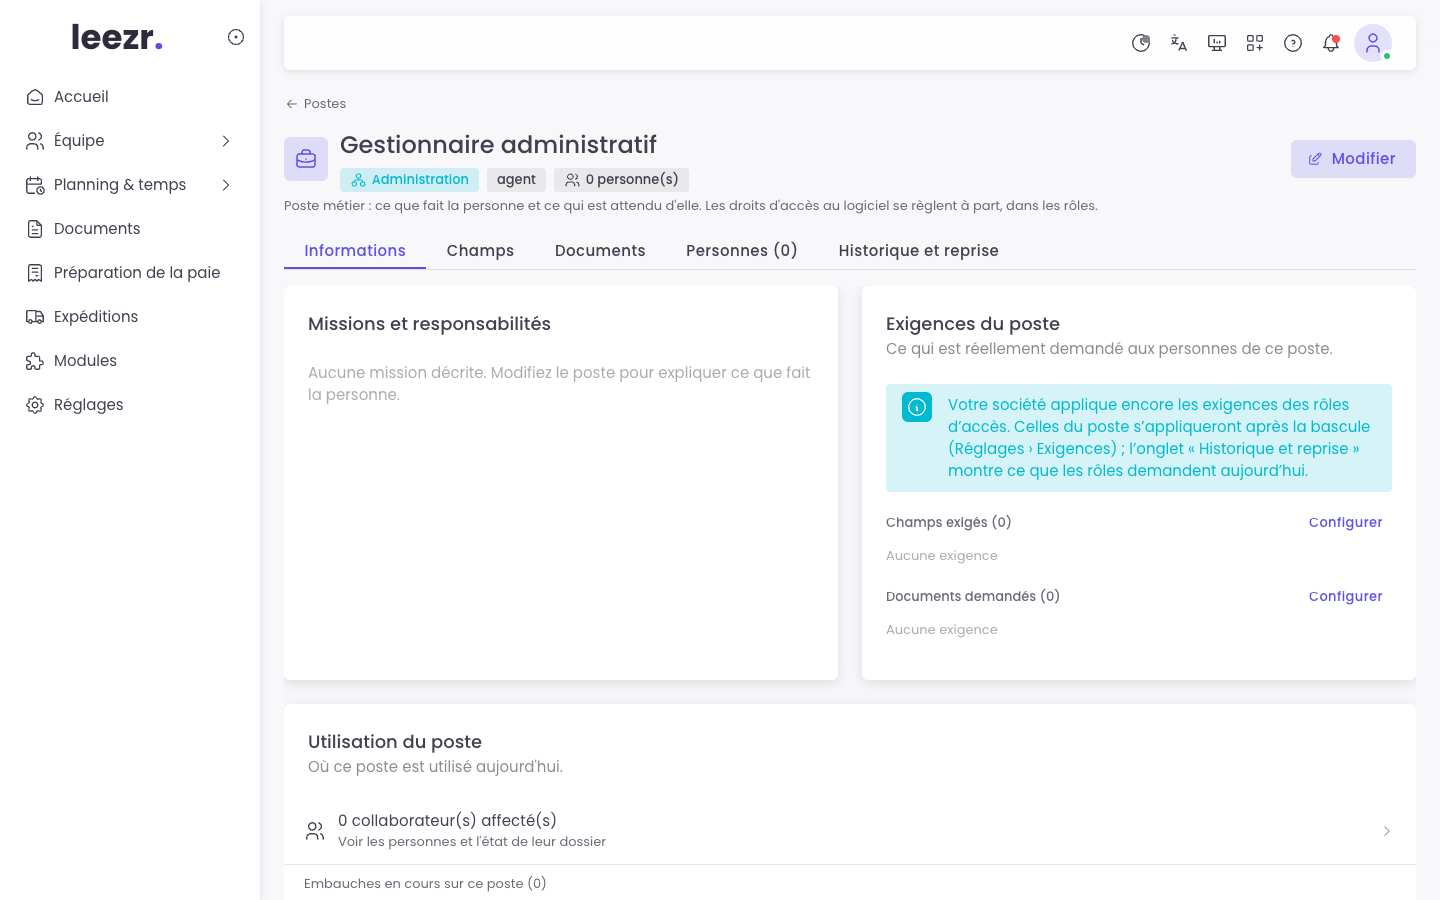 leezr.
Accueil
Équipe
Planning & temps
Documents
Préparation de la paie
Expéditions
Modules
Réglages
← Postes
Gestionnaire administratif
Administration agent 0 personne(s)
Modifier
Poste métier : ce que fait la personne et ce qui est attendu d'elle. Les droits d'accès au logiciel se règlent à part, dans les rôles.
Informations Champs Documents Personnes (0) Historique et reprise
Missions et responsabilités
Aucune mission décrite. Modifiez le poste pour expliquer ce que fait
la personne.
Exigences du poste
Ce qui est réellement demandé aux personnes de ce poste.
Votre société applique encore les exigences des rôles
d’accès. Celles du poste s’appliqueront après la bascule
(Réglages › Exigences) ; l’onglet « Historique et reprise »
montre ce que les rôles demandent aujourd’hui.
Champs exigés (0) Configurer
Aucune exigence
Documents demandés (0) Configurer
Aucune exigence
Utilisation du poste
Où ce poste est utilisé aujourd'hui.
0 collaborateur(s) affecté(s)
Voir les personnes et l'état de leur dossier
Embauches en cours sur ce poste (0)